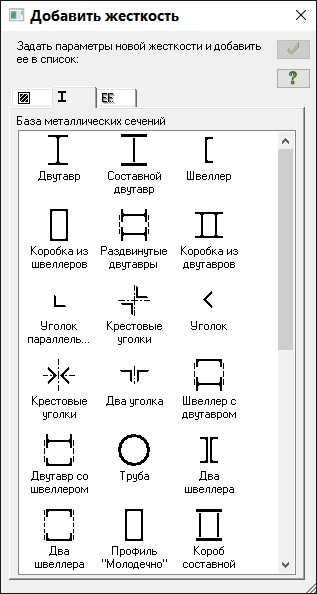 Добавить жесткость
Задать параметры новой жесткости и добавить
ее в список:
База металлических сечений
Двутавр
Составной
двутавр
Швеллер
Коробка из
швеллеров
Раздвинутые
двутавры
Коробка из
двутавров
Уголок
параллель...
Крестовые
уголки
Уголок
Крестовые
уголки
Два уголка
Швеллер с
двутавром
Двутавр со
швеллером
Труба
Два
швеллера
Два
швеллера
Профиль
"Молодечно"
Короб
составной